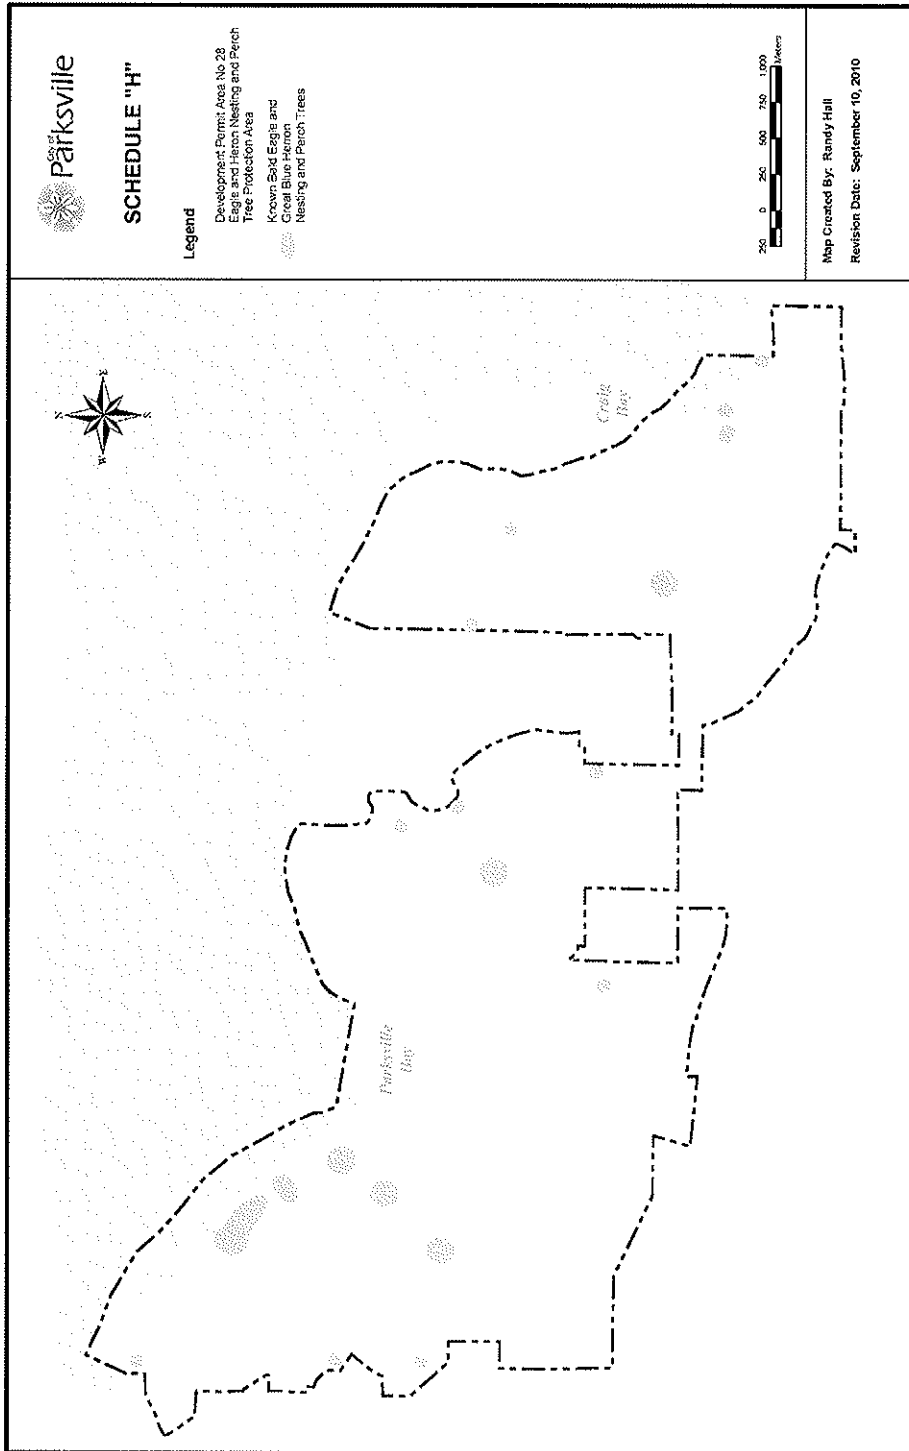 City of
Parksville
SCHEDULE "H"
Legend
Development Permit Area No 28
Eagle and Heron Nesting and Perch
Tree Protection Area
Known Bald Eagle and
Great Blue Heron
Nesting and Perch Trees
250 0 250 500 750 1,000
Meters
Map Created By: Randy Hall
Revision Date: September 10, 2010
N
E
S
W
Craig
Bay
Parksville
Bay